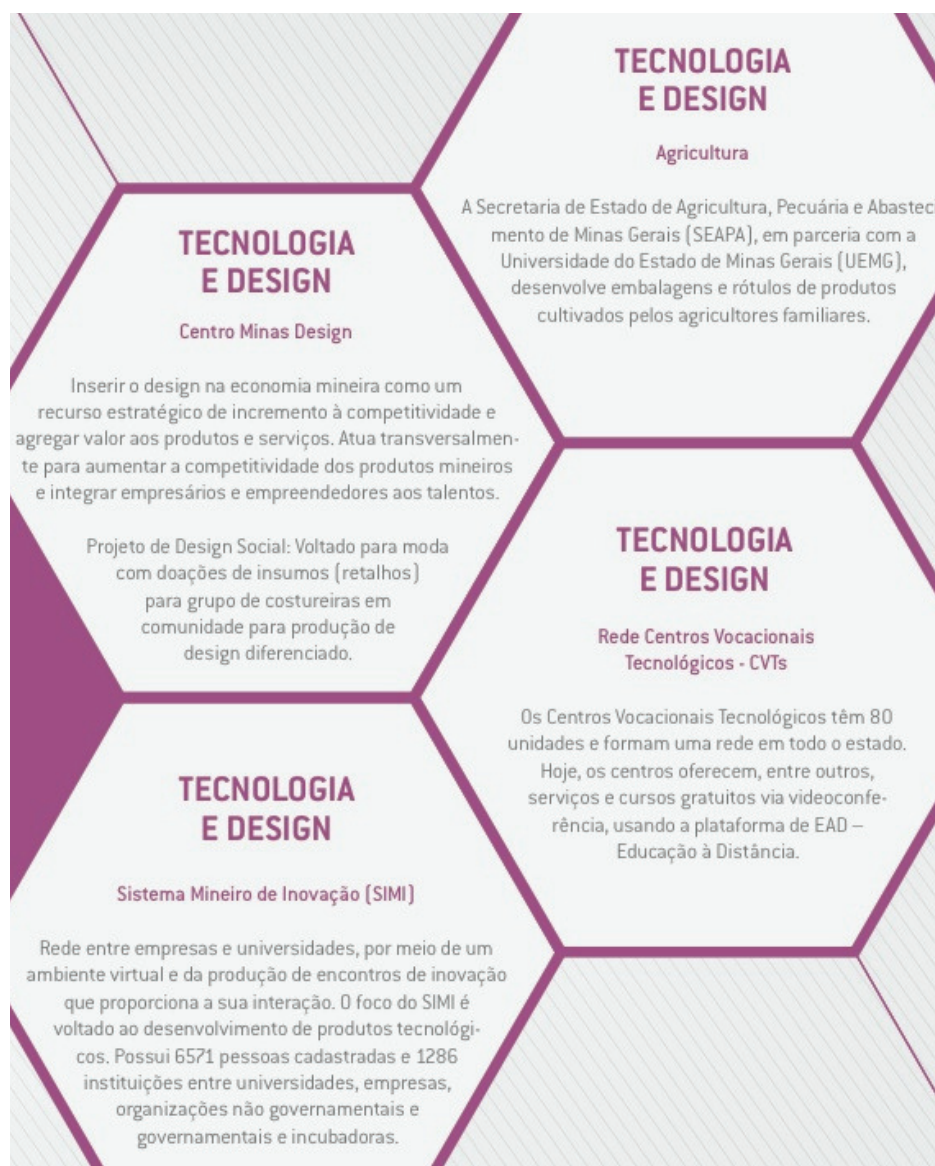 TECNOLOGIA
E DESIGN
Agricultura
A Secretaria de Estado de Agricultura, Pecuária e Abastec
mento de Minas Gerais (SEAPA), em parceria com a
Universidade do Estado de Minas Gerais (UEMG),
desenvolve embalagens e rótulos de produtos
cultivados pelos agricultores familiares.
TECNOLOGIA
E DESIGN
Centro Minas Design
Inserir o design na economia mineira como um
recurso estratégico de incremento à competitividade e
agregar valor aos produtos e serviços. Atua transversalmen-
te para aumentar a competitividade dos produtos mineiros
e integrar empresários e empreendedores aos talentos.
Projeto de Design Social: Voltado para moda
com doações de insumos (retalhos)
para grupo de costureiras em
comunidade para produção de
design diferenciado.
TECNOLOGIA
E DESIGN
Rede Centros Vocacionais
Tecnológicos - CVTs
Os Centros Vocacionais Tecnológicos têm 80
unidades e formam uma rede em todo o estado.
Hoje, os centros oferecem, entre outros,
serviços e cursos gratuitos via videoconfe-
rência, usando a plataforma de EAD –
Educação à Distância.
TECNOLOGIA
E DESIGN
Sistema Mineiro de Inovação (SIMI)
Rede entre empresas e universidades, por meio de um
ambiente virtual e da produção de encontros de inovação
que proporciona a sua interação. O foco do SIMI é
voltado ao desenvolvimento de produtos tecnológi-
cos. Possui 6571 pessoas cadastradas e 1286
instituições entre universidades, empresas,
organizações não governamentais e
governamentais e incubadoras.